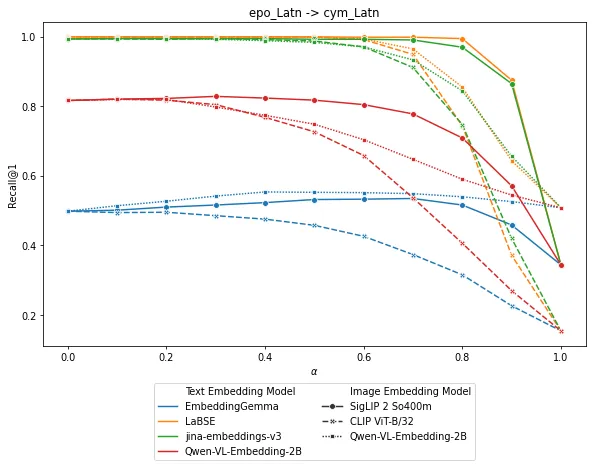 epo_Latn -> cym_Latn
Recall@1
1.0
0.8
0.6
0.4
0.2
0.0 0.2 0.4 0.6 0.8 1.0
α
Text Embedding Model Image Embedding Model
EmbeddingGemma SigLIP 2 So400m
LaBSE CLIP ViT-B/32
jina-embeddings-v3 Qwen-VL-Embedding-2B
Qwen-VL-Embedding-2B